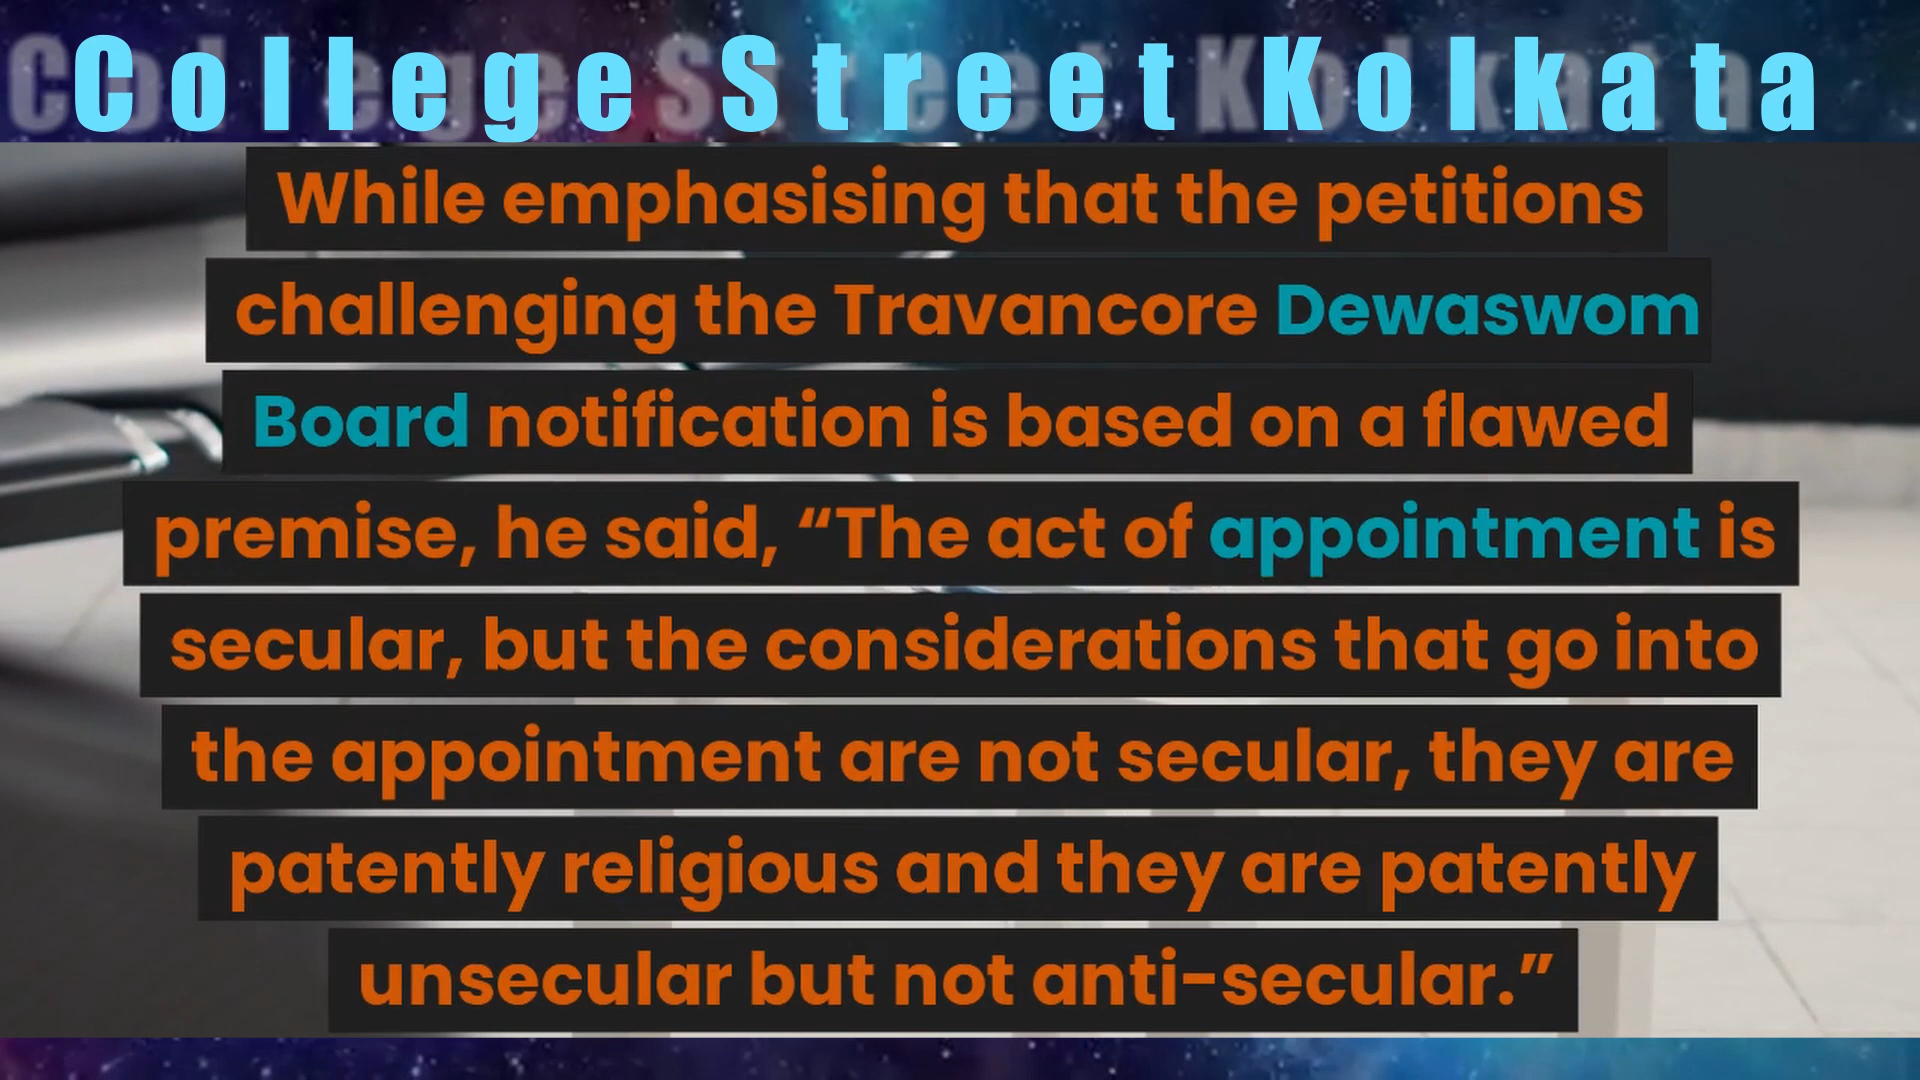 College Street Kolkata
While emphasising that the petitions
challenging the Travancore Dewaswom
Board notification is based on a flawed
premise, he said, “The act of appointment is
secular, but the considerations that go into
the appointment are not secular, they are
patently religious and they are patently
unsecular but not anti-secular.”